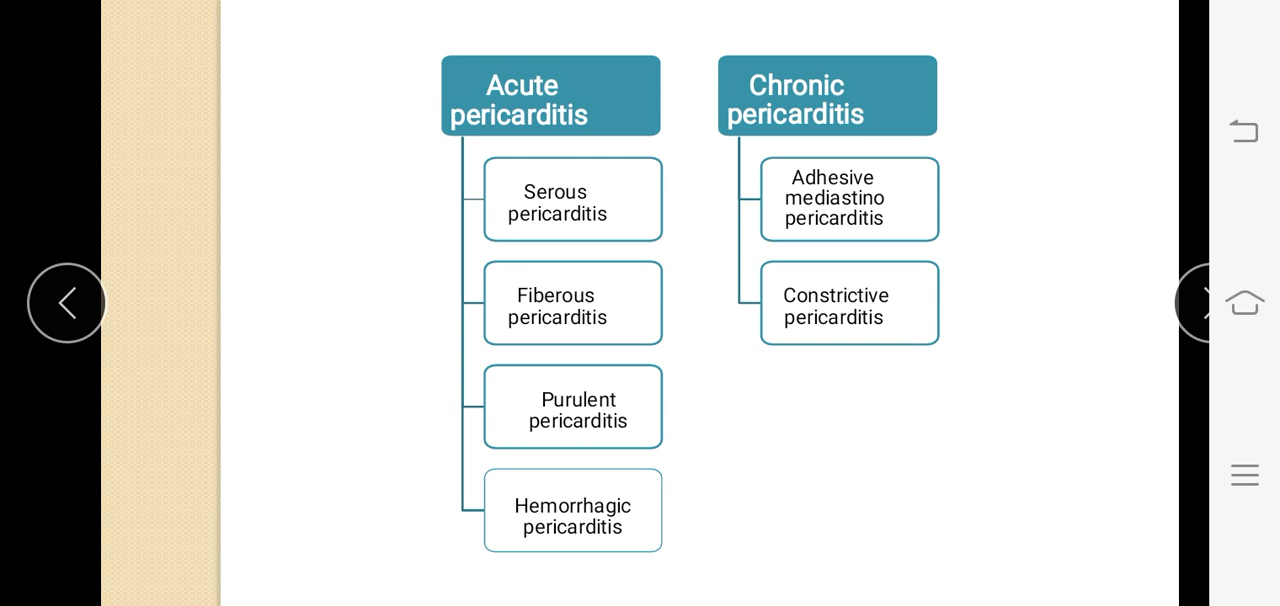 Acute
pericarditis
Serous
pericarditis
Fiberous
pericarditis
Purulent
pericarditis
Hemorrhagic
pericarditis
Chronic
pericarditis
Adhesive
mediastino
pericarditis
Constrictive
pericarditis